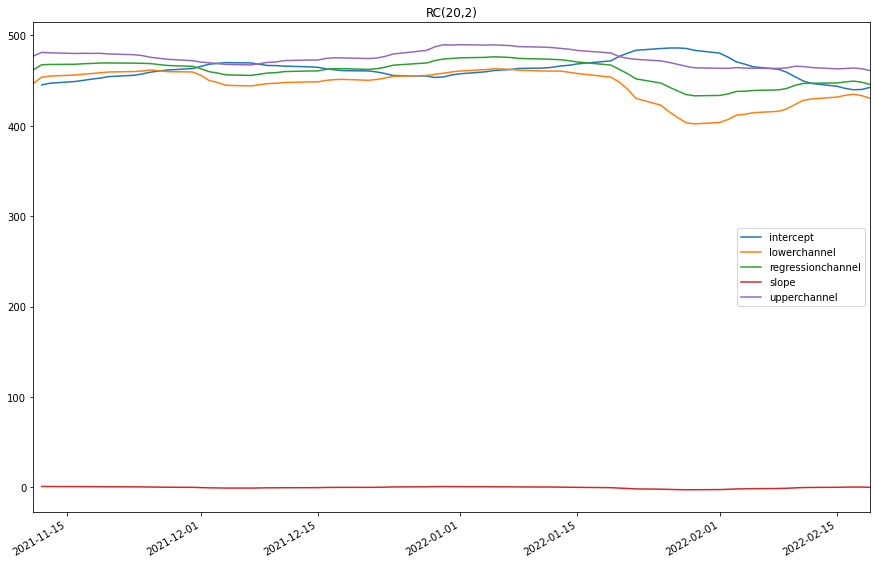 RC(20,2)
500
400
300
200
100
0
intercept
lowerchannel
regressionchannel
slope
upperchannel
2021-11-15
2021-12-01
2021-12-15
2022-01-01
2022-01-15
2022-02-01
2022-02-15